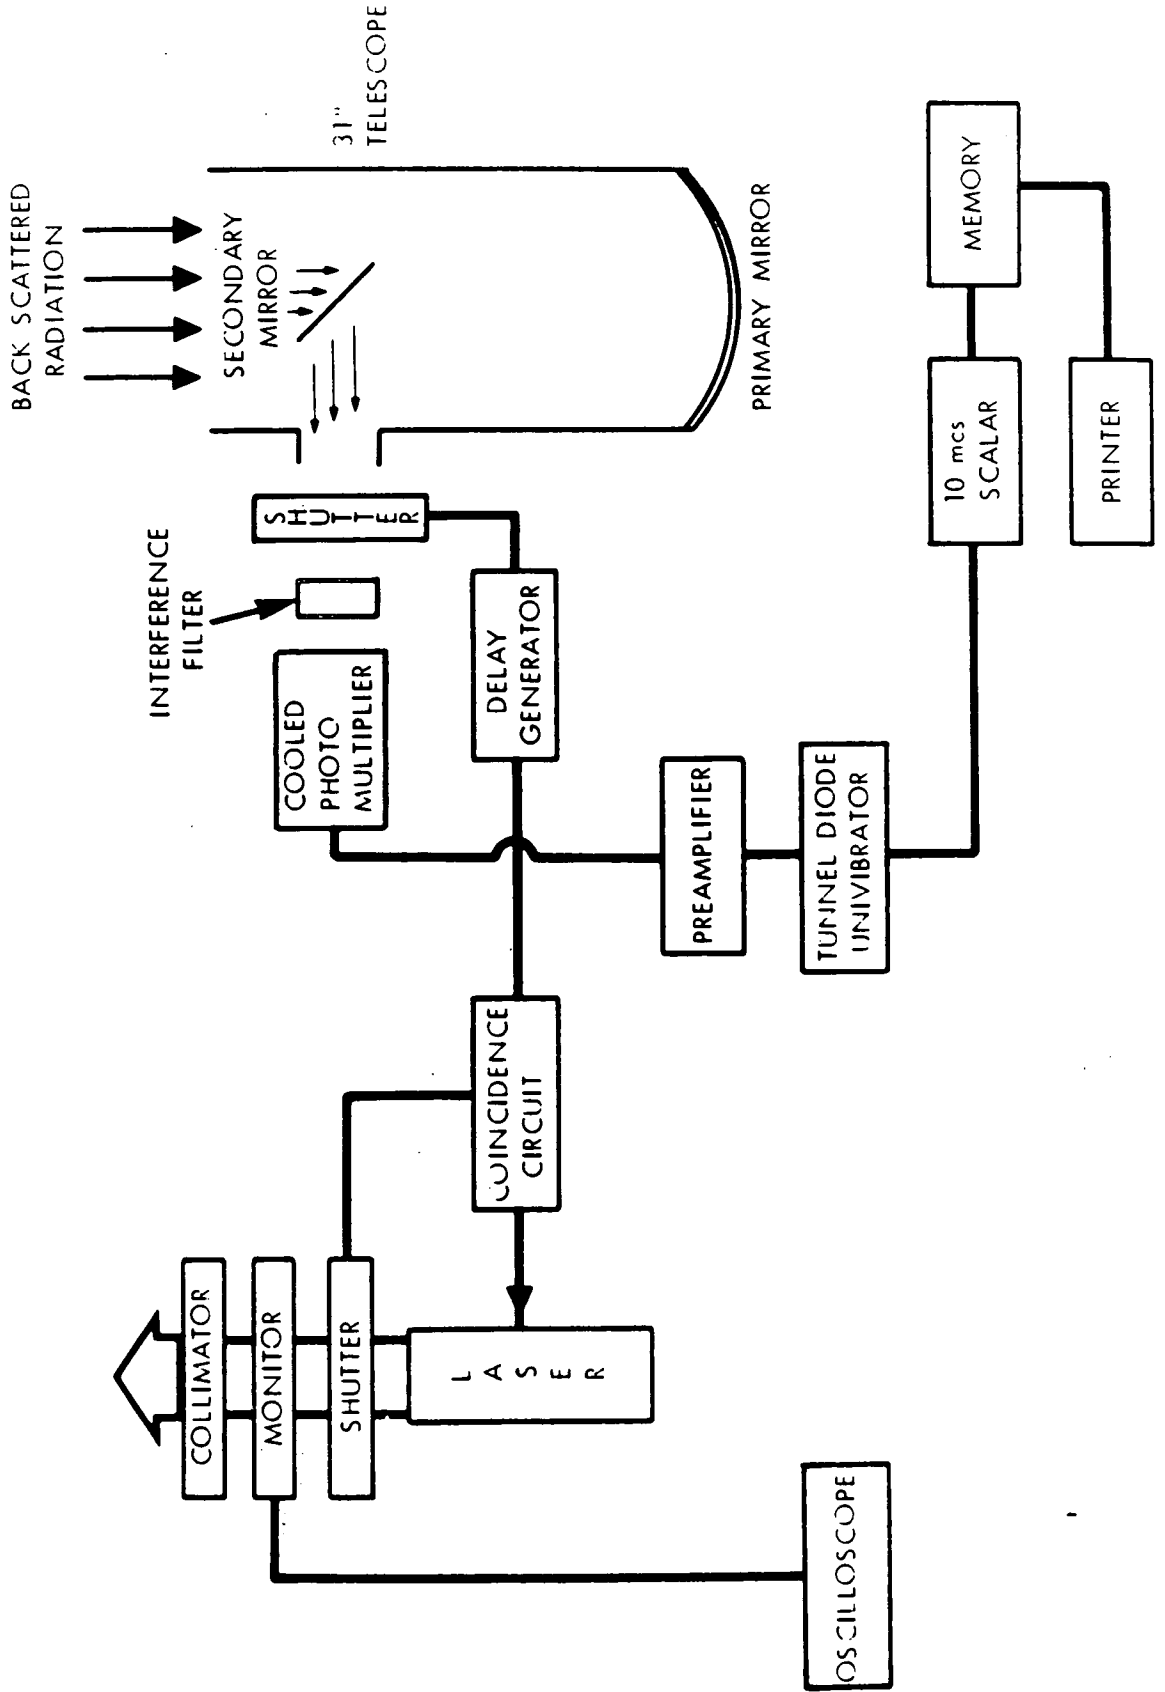 BACK SCATTERED
RADIATION
SECONDARY
MIRROR
31"
TELESCOPE
PRIMARY MIRROR
INTERFERENCE
FILTER
SHUTTER
COOLED
PHOTO
MULTIPLIER
DELAY
GENERATOR
COLLIMATOR
MONITOR
SHUTTER
LASER
COINCIDENCE
CIRCUIT
PREAMPLIFIER
TUNNEL DIODE
UNIVIBRATOR
10 mcs
SCALAR
MEMORY
PRINTER
OSCILLOSCOPE